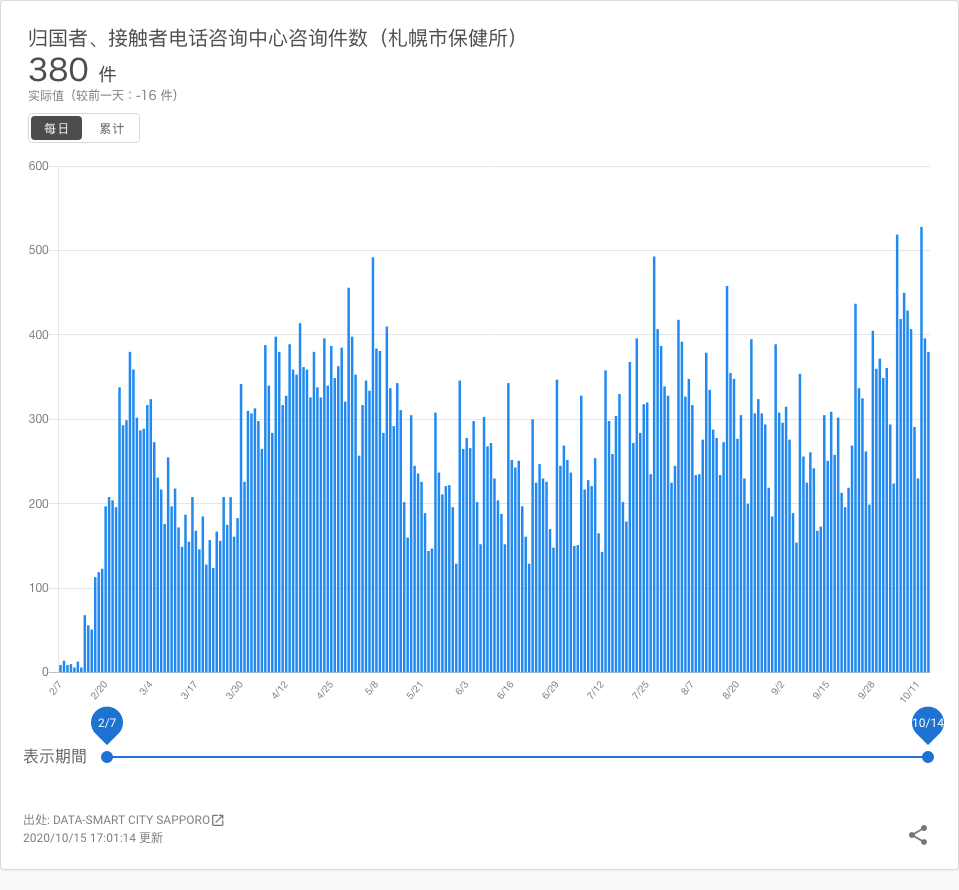 归国者、接触者电话咨询中心咨询件数（札幌市保健所）
380 件
实际值（较前一天：-16 件）
每日 累计
600
500
400
300
200
100
0
2/7 2/20 3/4 3/17 3/30 4/12 4/25 5/8 5/21 6/3 6/16 6/29 7/12 7/25 8/7 8/20 9/2 9/15 9/28 10/11
2/7 10/14
表示期間
出处: DATA-SMART CITY SAPPORO
2020/10/15 17:01:14 更新